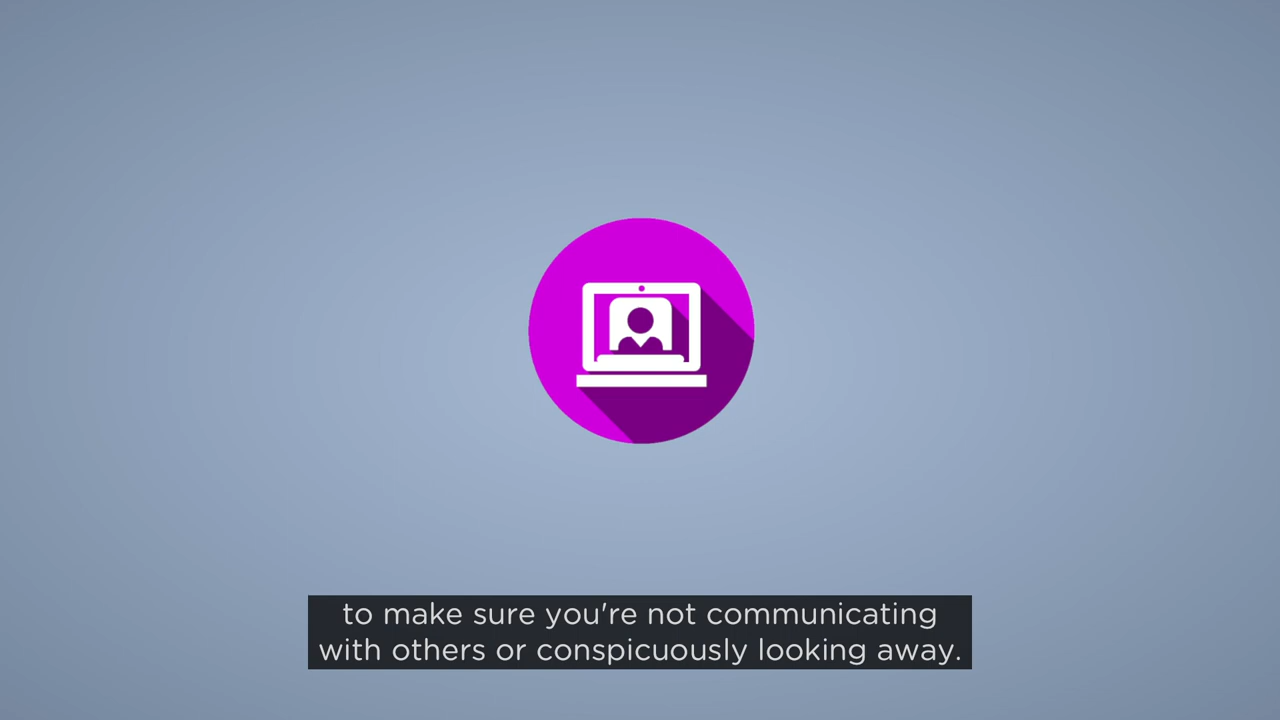 to make sure you're not communicating
with others or conspicuously looking away.